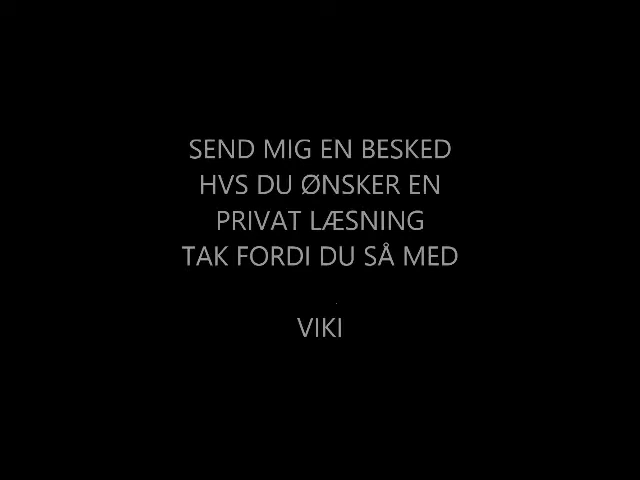 SEND MIG EN BESKED
HVS DU ØNSKER EN
PRIVAT LÆSNING
TAK FORDI DU SÅ MED
VIKI